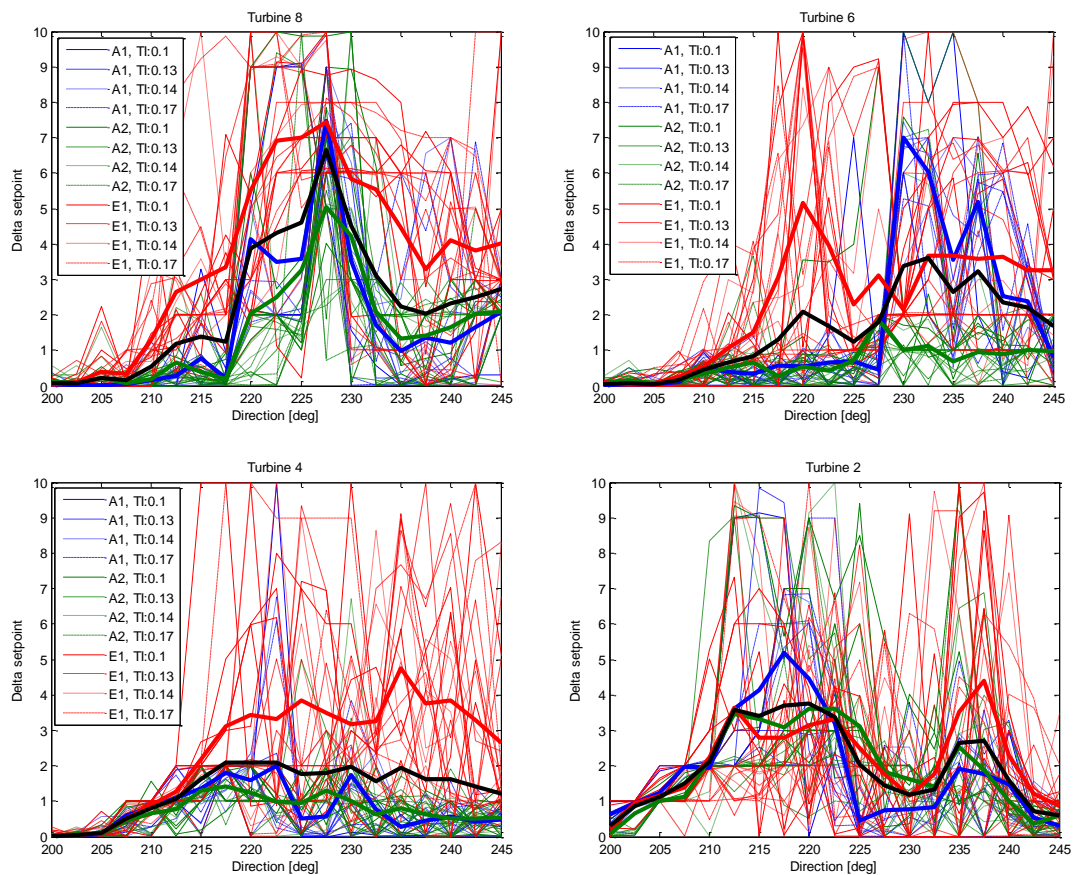 Turbine 8
10
9
8
7
6
5
4
3
2
1
0
Delta setpoint
A1, TI:0.1
A1, TI:0.13
A1, TI:0.14
A1, TI:0.17
A2, TI:0.1
A2, TI:0.13
A2, TI:0.14
A2, TI:0.17
E1, TI:0.1
E1, TI:0.13
E1, TI:0.14
E1, TI:0.17
200 205 210 215 220 225 230 235 240 245
Direction [deg]
Turbine 6
10
9
8
7
6
5
4
3
2
1
0
Delta setpoint
A1, TI:0.1
A1, TI:0.13
A1, TI:0.14
A1, TI:0.17
A2, TI:0.1
A2, TI:0.13
A2, TI:0.14
A2, TI:0.17
E1, TI:0.1
E1, TI:0.13
E1, TI:0.14
E1, TI:0.17
200 205 210 215 220 225 230 235 240 245
Direction [deg]
Turbine 4
10
9
8
7
6
5
4
3
2
1
0
Delta setpoint
A1, TI:0.1
A1, TI:0.13
A1, TI:0.14
A1, TI:0.17
A2, TI:0.1
A2, TI:0.13
A2, TI:0.14
A2, TI:0.17
E1, TI:0.1
E1, TI:0.13
E1, TI:0.14
E1, TI:0.17
200 205 210 215 220 225 230 235 240 245
Direction [deg]
Turbine 2
10
9
8
7
6
5
4
3
2
1
0
Delta setpoint
200 205 210 215 220 225 230 235 240 245
Direction [deg]